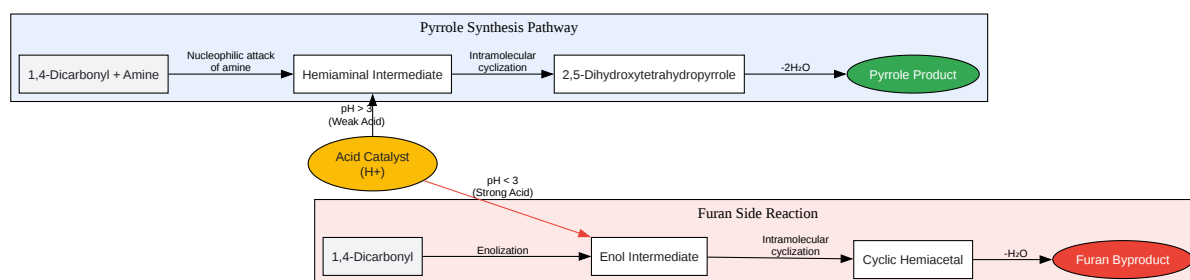 Pyrrole Synthesis Pathway
1,4-Dicarbonyl + Amine
Nucleophilic attack
of amine
Hemiaminal Intermediate
Intramolecular
cyclization
2,5-Dihydroxytetrahydropyrrole
-2H₂O
Pyrrole Product
pH > 3
(Weak Acid)
Acid Catalyst
(H+)
pH < 3
(Strong Acid)
Furan Side Reaction
1,4-Dicarbonyl
Enolization
Enol Intermediate
Intramolecular
cyclization
Cyclic Hemiacetal
-H₂O
Furan Byproduct